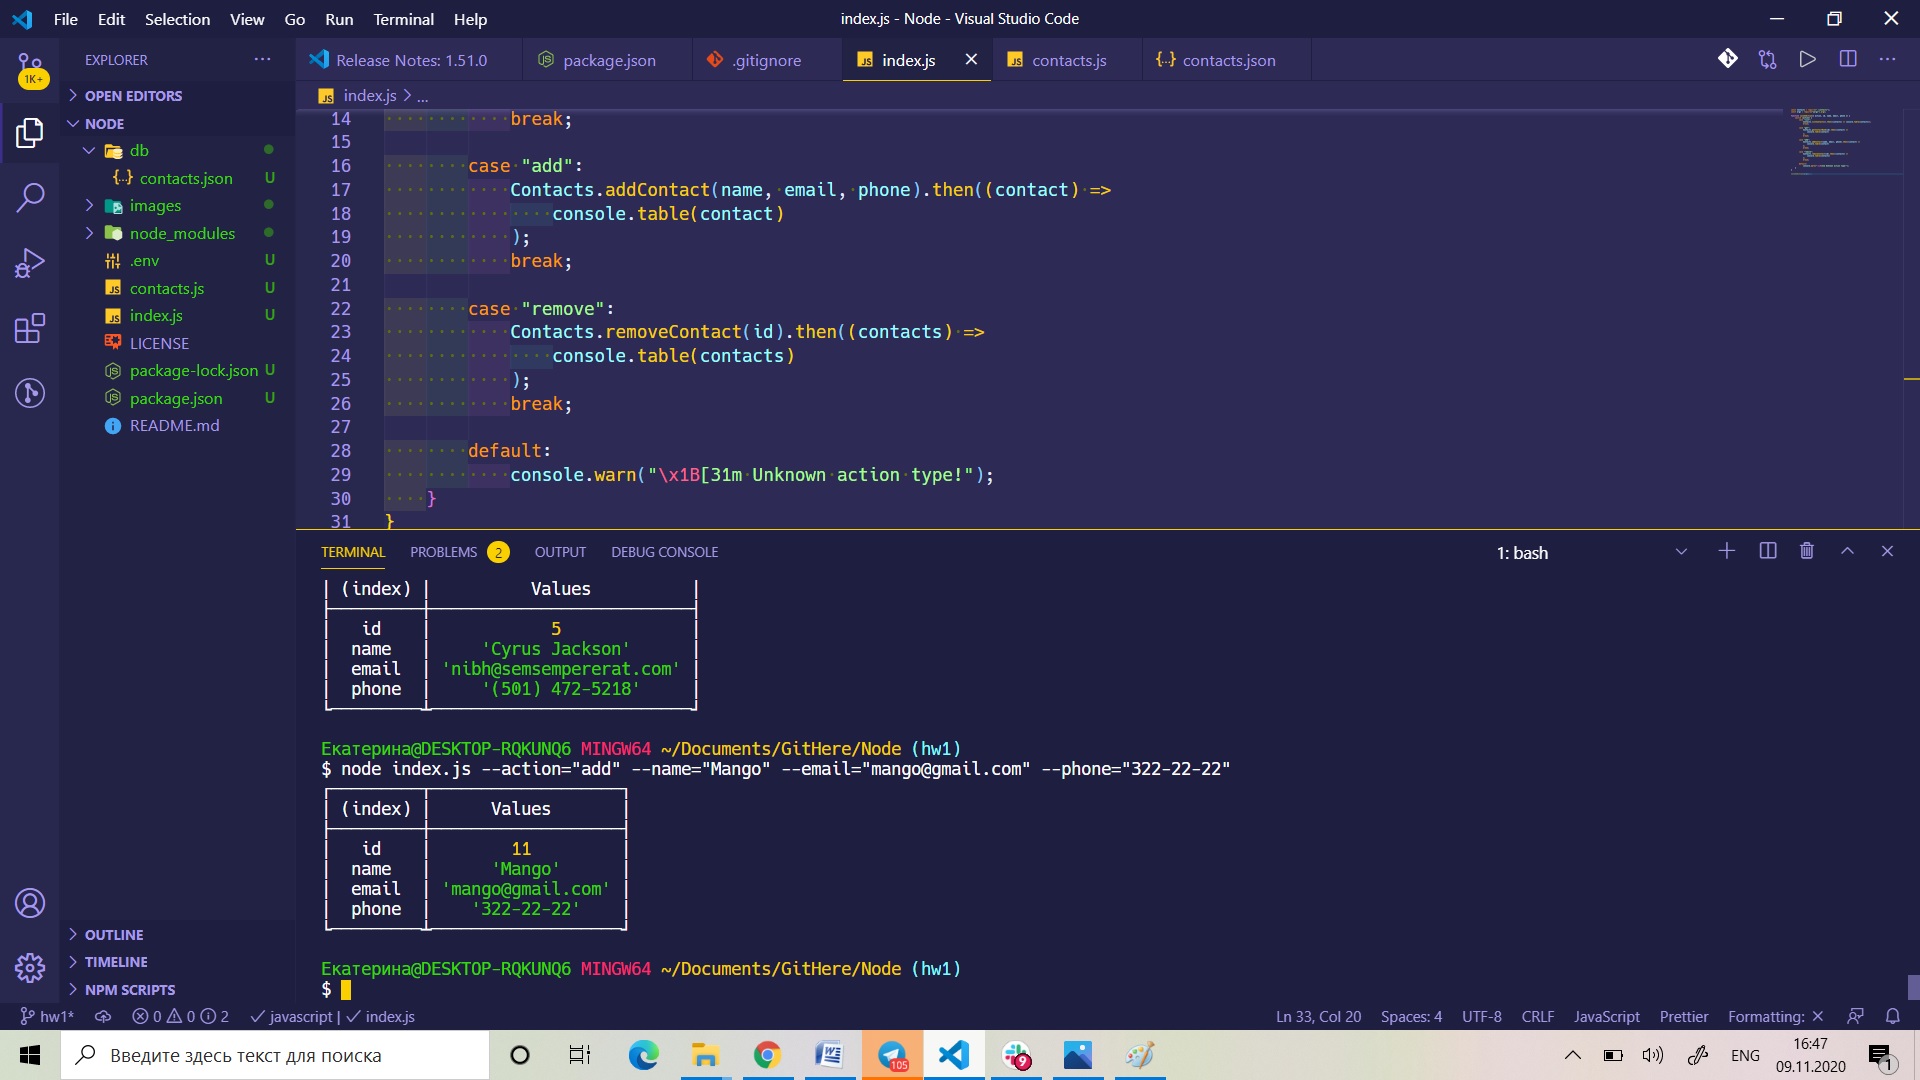 File Edit Selection View Go Run Terminal Help
index.js - Node - Visual Studio Code
1K+
EXPLORER
OPEN EDITORS
NODE
db
contacts.json U
images
node_modules
.env U
contacts.js U
index.js U
LICENSE
package-lock.json U
package.json U
README.md
OUTLINE
TIMELINE
NPM SCRIPTS
Release Notes: 1.51.0 package.json .gitignore index.js contacts.js contacts.json
index.js > ...
14 break;
15
16 case "add":
17 Contacts.addContact(name, email, phone).then((contact) =>
18 console.table(contact)
19 );
20 break;
21
22 case "remove":
23 Contacts.removeContact(id).then((contacts) =>
24 console.table(contacts)
25 );
26 break;
27
28 default:
29 console.warn("\x1B[31m Unknown action type!");
30 }
31 }
TERMINAL PROBLEMS 2 OUTPUT DEBUG CONSOLE 1: bash
(index) Values
id 5
name 'Cyrus Jackson'
email 'nibh@semsempererat.com'
phone '(501) 472-5218'
Екатерина@DESKTOP-RQKUNQ6 MINGW64 ~/Documents/GitHere/Node (hw1)
$ node index.js --action="add" --name="Mango" --email="mango@gmail.com" --phone="322-22-22"
(index) Values
id 11
name 'Mango'
email 'mango@gmail.com'
phone '322-22-22'
Екатерина@DESKTOP-RQKUNQ6 MINGW64 ~/Documents/GitHere/Node (hw1)
$
hw1* 0 0 2 javascript | index.js Ln 33, Col 20 Spaces: 4 UTF-8 CRLF JavaScript Prettier Formatting: ×
Введите здесь текст для поиска
105
9
ENG
16:47
09.11.2020
1